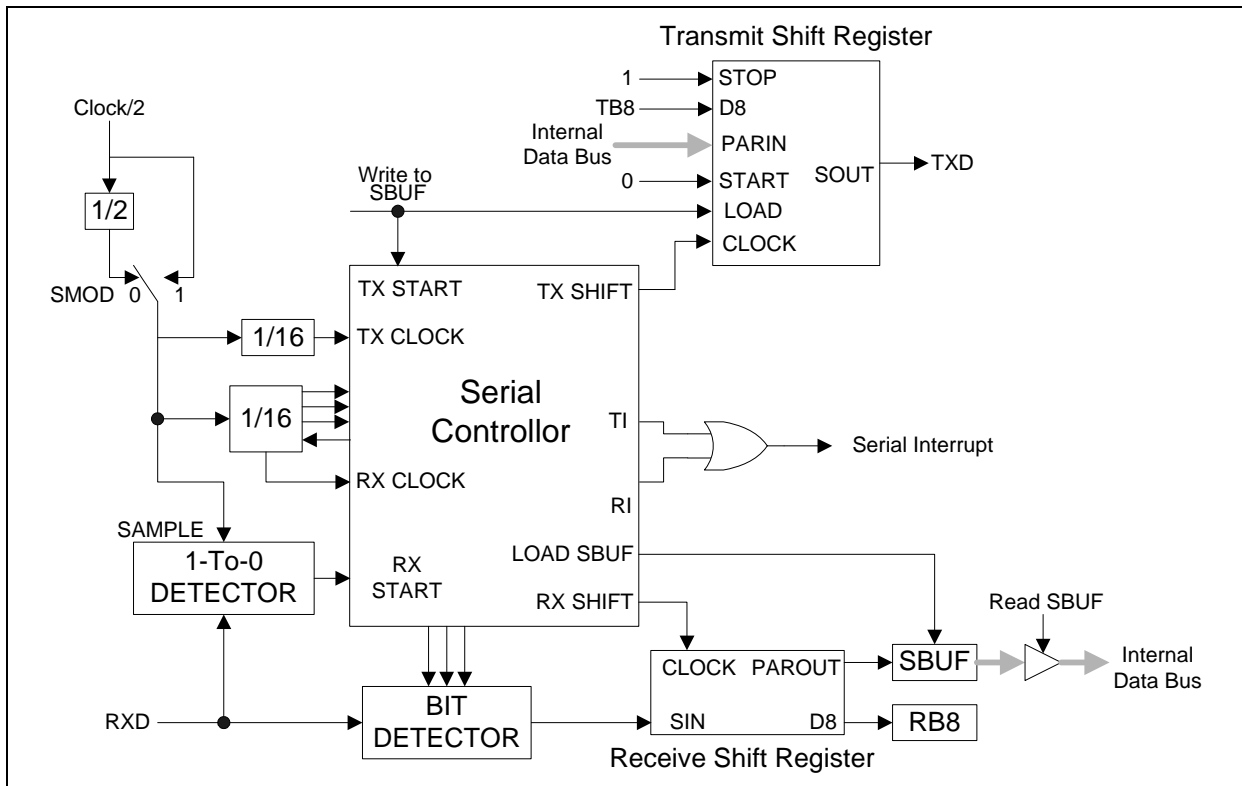 Transmit Shift Register
1
STOP
TB8
D8
Internal
Data Bus
PARIN
0
START
SOUT
TXD
LOAD
CLOCK
Clock/2
1/2
SMOD
0
1
Write to
SBUF
TX START
TX SHIFT
1/16
TX CLOCK
1/16
Serial
Controllor
TI
Serial Interrupt
RX CLOCK
RI
SAMPLE
1-To-0
DETECTOR
RX
START
LOAD SBUF
RX SHIFT
Read SBUF
CLOCK
PAROUT
SBUF
Internal
Data Bus
RXD
BIT
DETECTOR
SIN
D8
RB8
Receive Shift Register